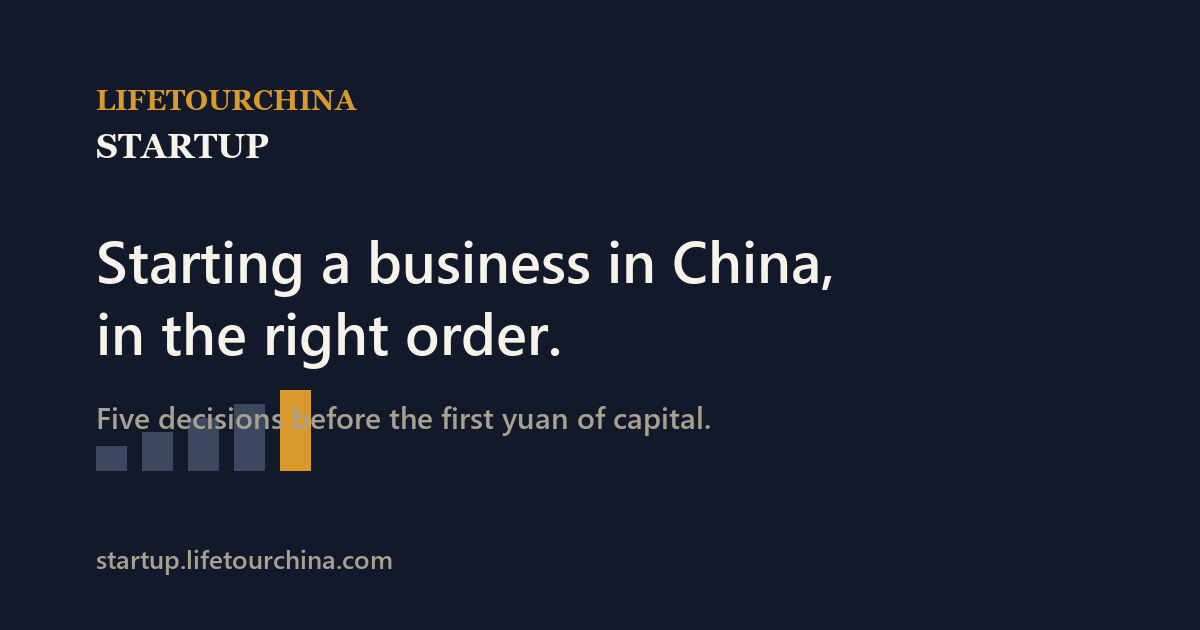 LIFETOURCHINA
STARTUP
Starting a business in China,
in the right order.
Five decisions before the first yuan of capital.
startup.lifetourchina.com